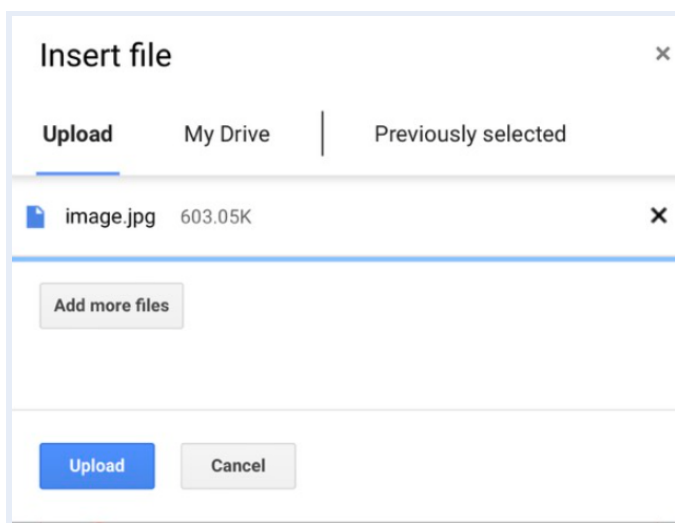 Insert file
Upload My Drive Previously selected
image.jpg 603.05K
Add more files
Upload Cancel